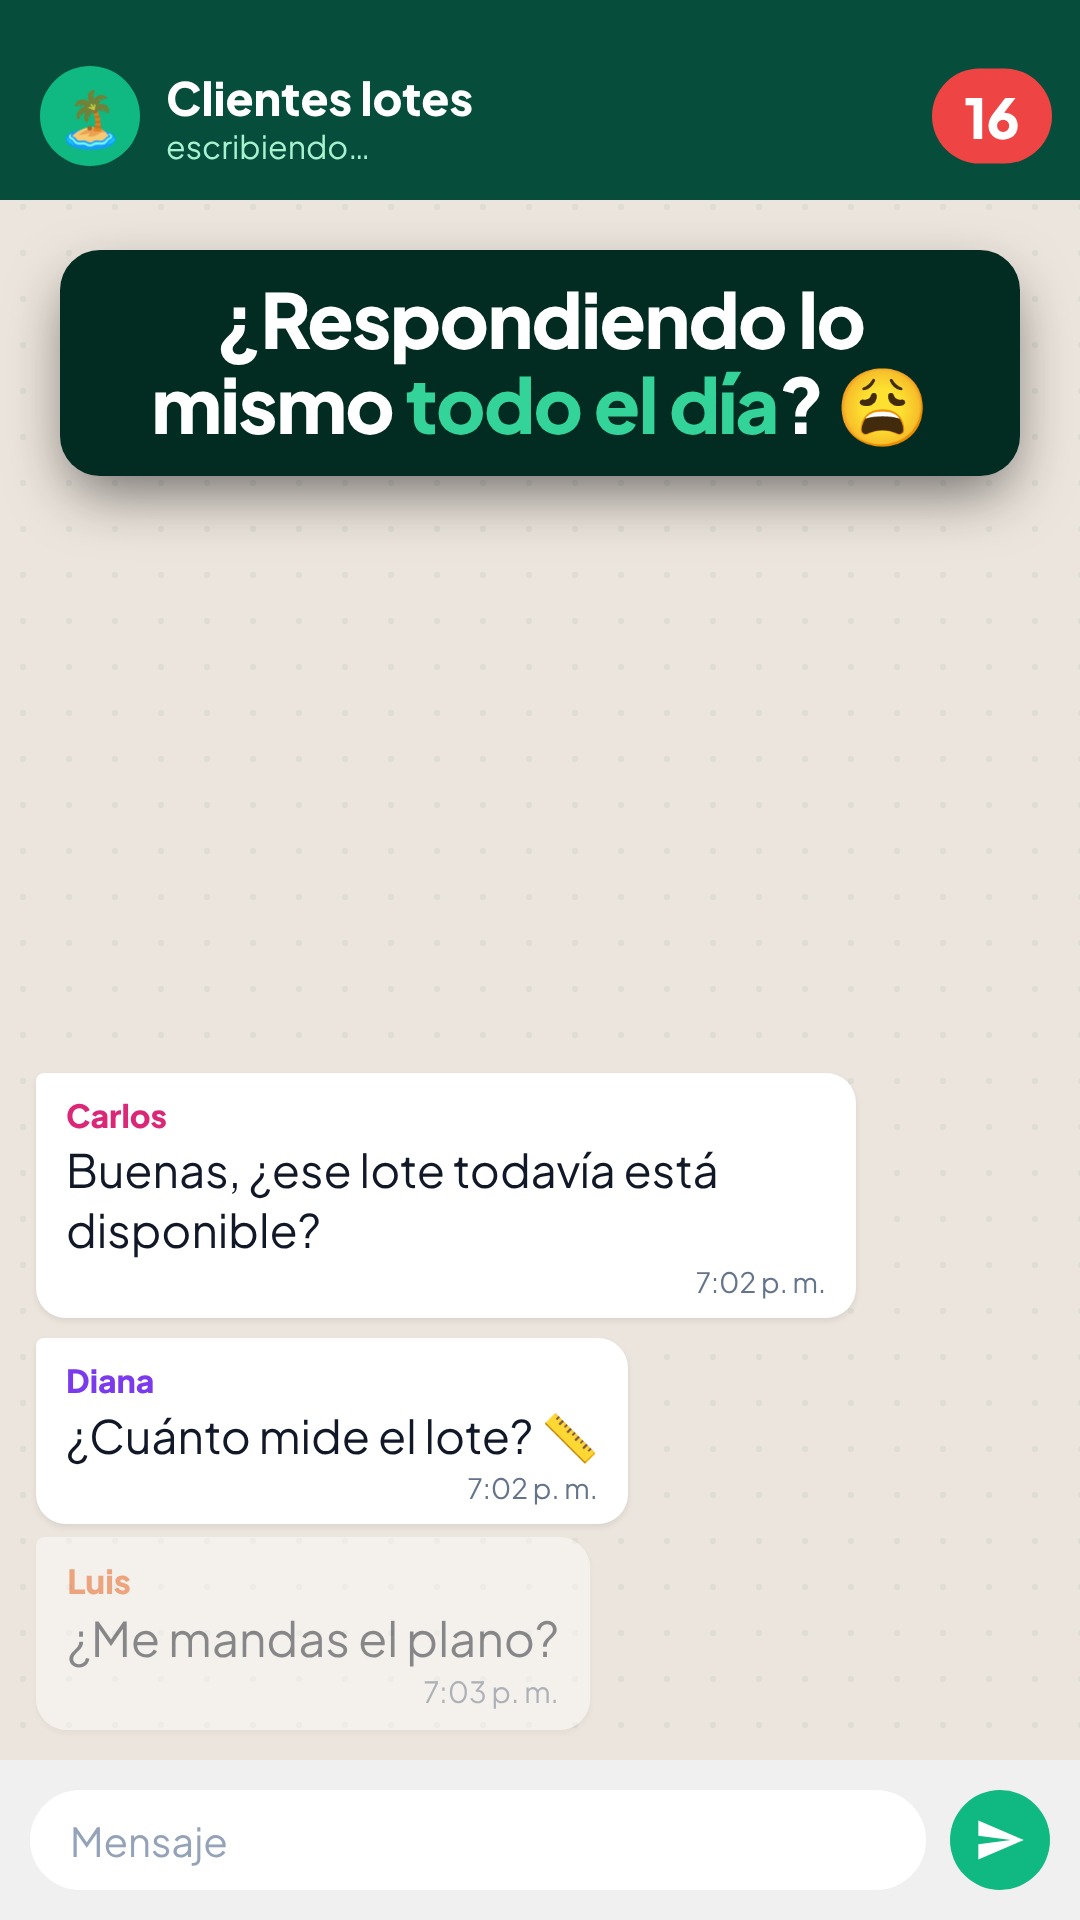 Clientes lotes
escribiendo...
16
¿Respondiendo lo
mismo todo el día? 😩
Carlos
Buenas, ¿ese lote todavía está
disponible?
7:02 p. m.
Diana
¿Cuánto mide el lote? 📏
7:02 p. m.
Luis
¿Me mandas el plano?
7:03 p. m.
Mensaje